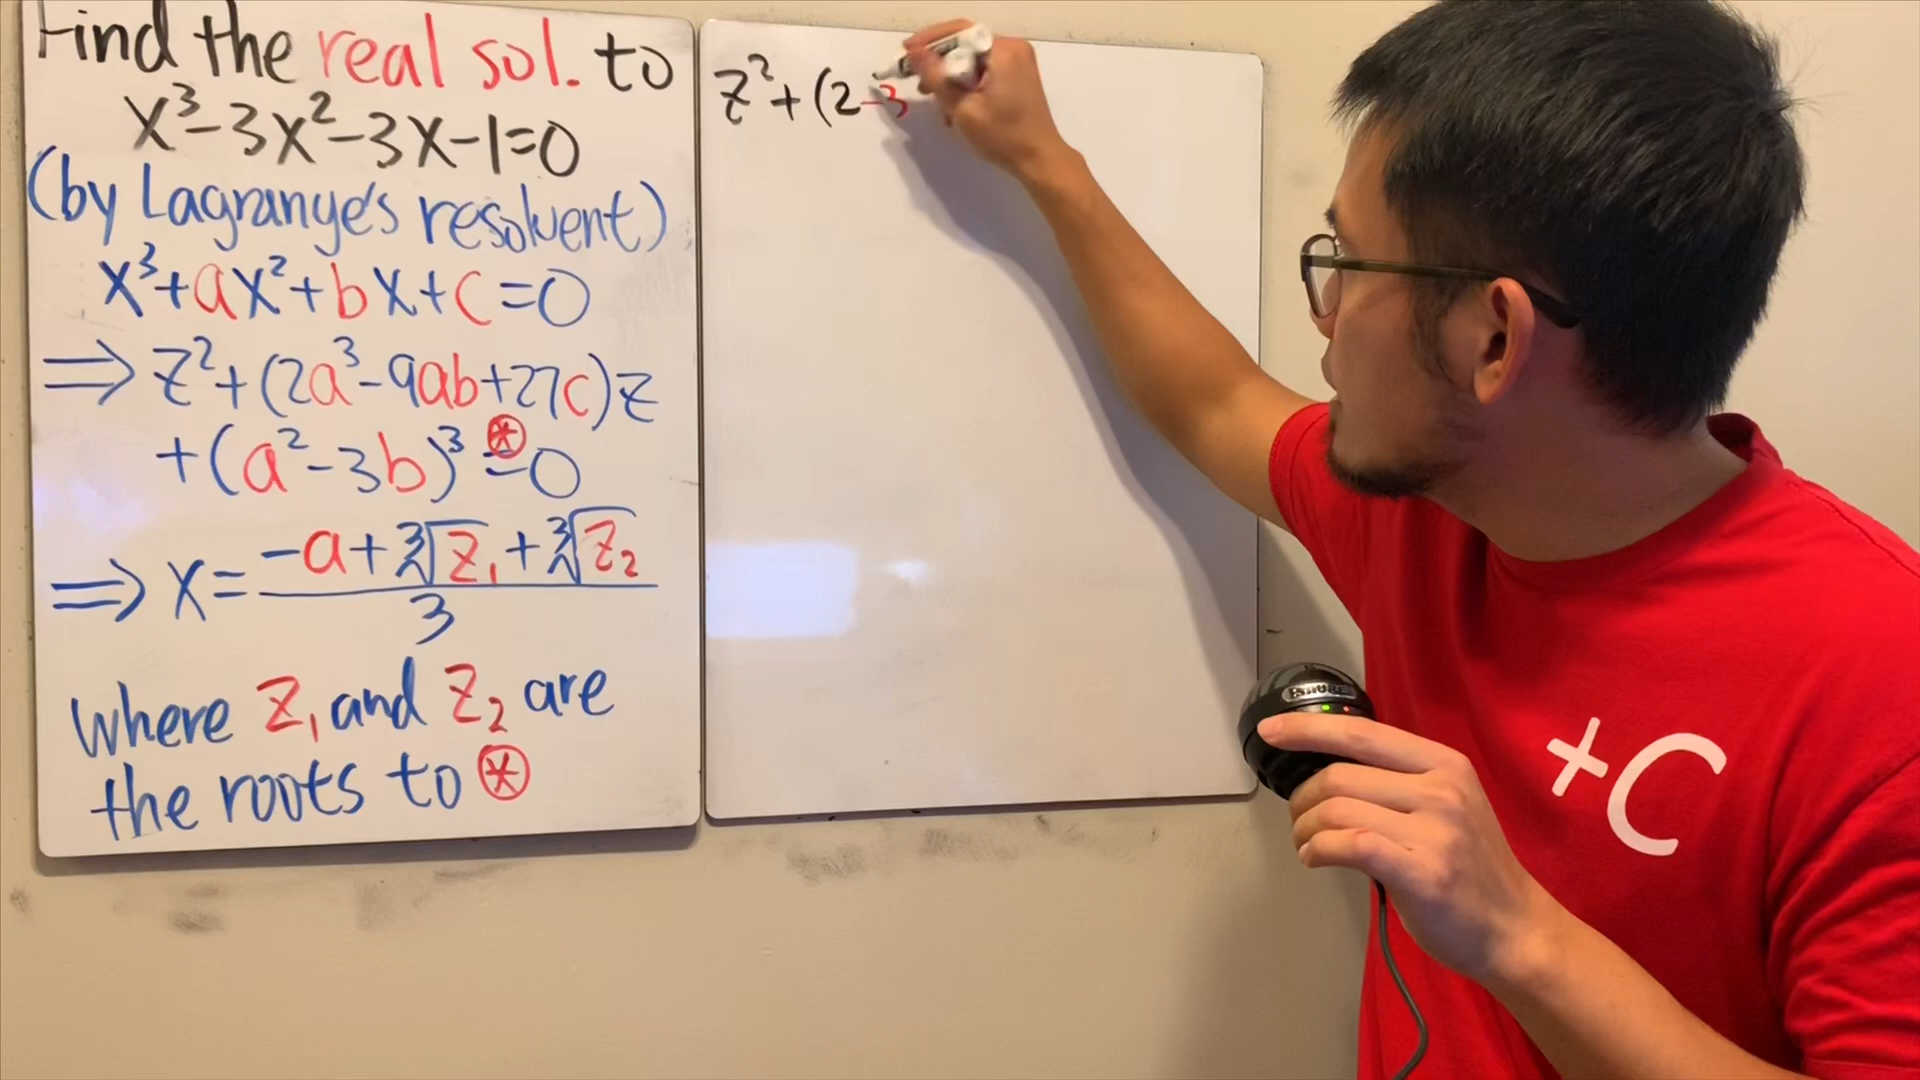 Find the real sol. to
x³-3x²-3x-1=0
(by Lagrange's resolvent)
x³+ax²+bx+c=0
⇒ z²+(2a³-9ab+27c)z
+(a²-3b)³ =0 ⊛
⇒ x= (-a+∛z₁+∛z₂)/3
where z₁ and z₂ are
the roots to ⊛
z²+(2-3
SHURE
+C